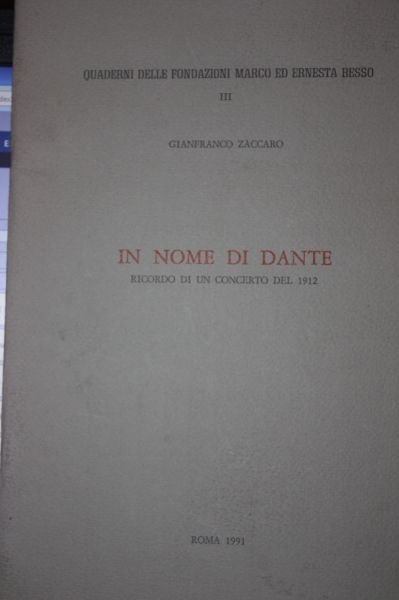 QUADERNI DELLE FONDAZIONI MARCO ED ERNESTA BESSO
III
GIANFRANCO ZÀCCARO
IN NOME DI DANTE
RICORDO DI UN CONCERTO DEL 1912
ROMA 1991